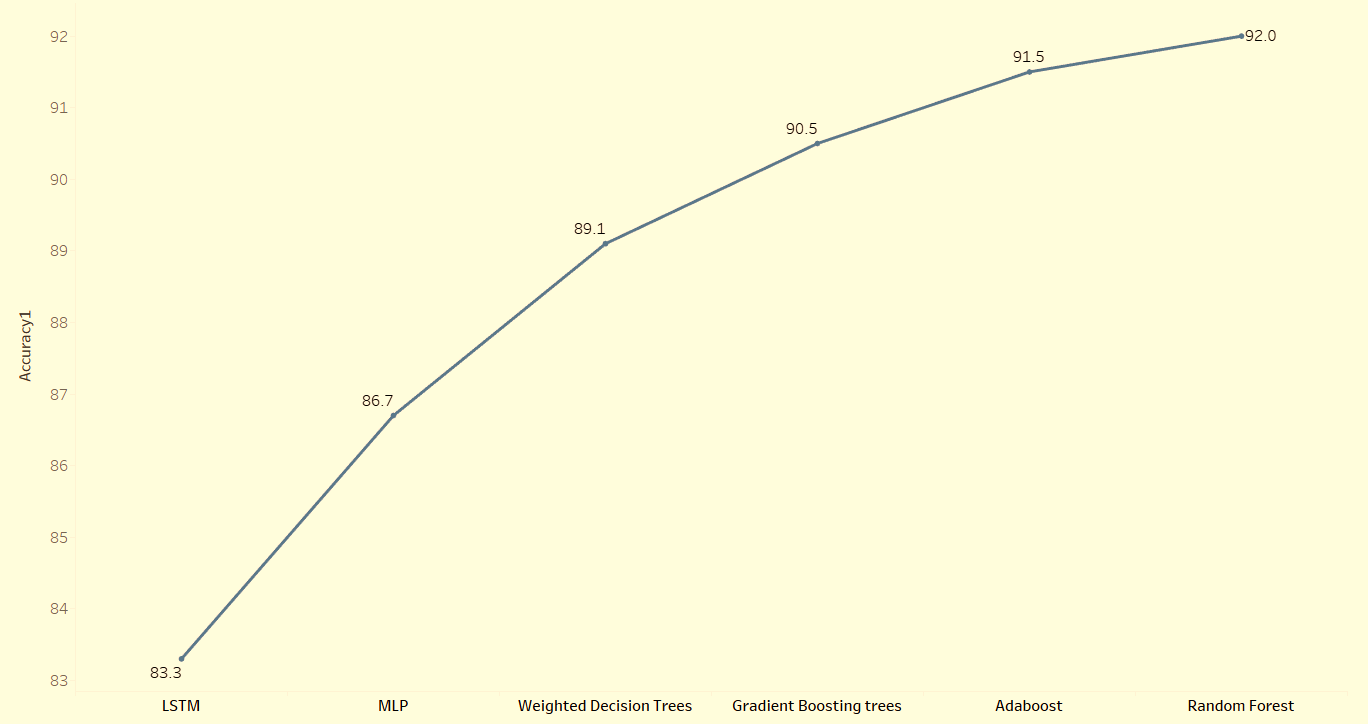 92
91
90
89
88
87
86
85
84
83
Accuracy1
83.3
86.7
89.1
90.5
91.5
92.0
LSTM
MLP
Weighted Decision Trees
Gradient Boosting trees
Adaboost
Random Forest